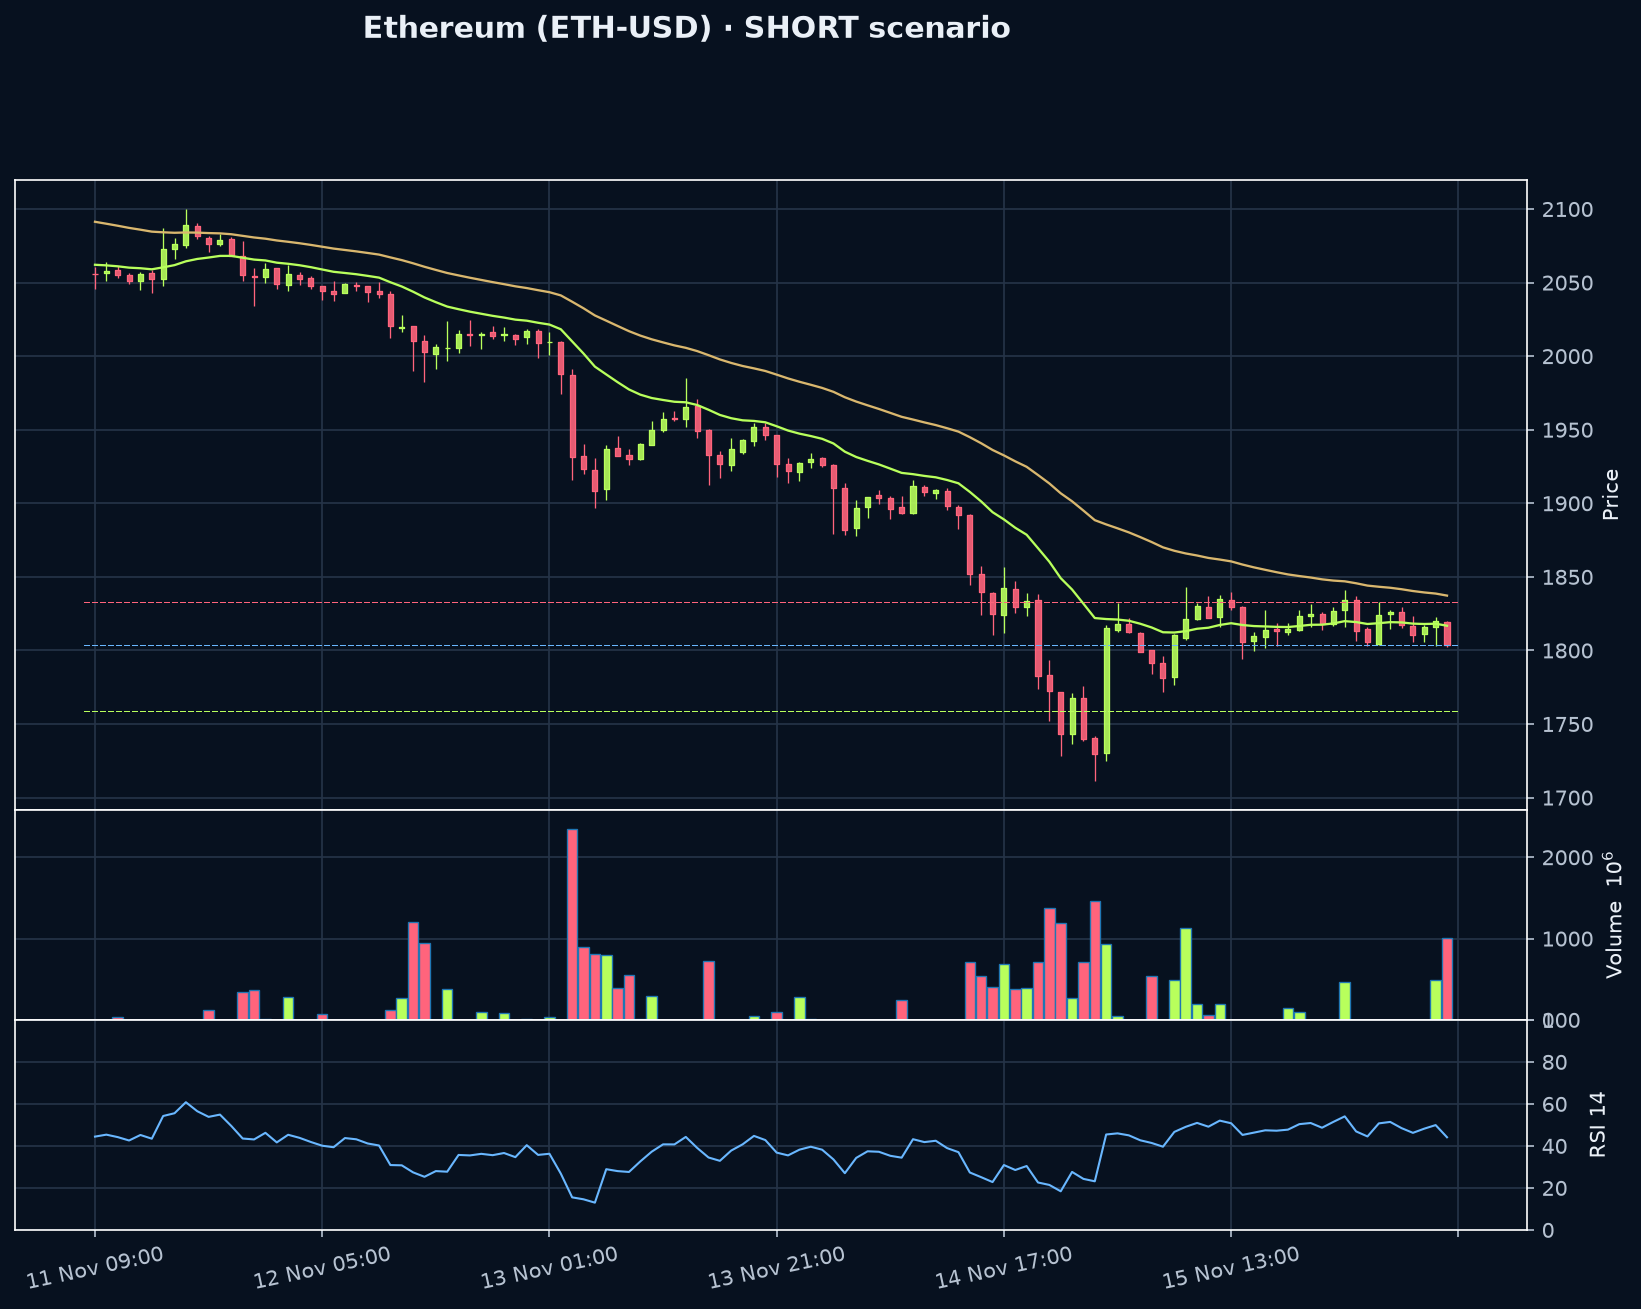 Ethereum (ETH-USD) · SHORT scenario
2100
2050
2000
1950
1900
1850
1800
1750
1700
Price
2000
1000
0
Volume 10⁶
100
80
60
40
20
0
RSI 14
11 Nov 09:00
12 Nov 05:00
13 Nov 01:00
13 Nov 21:00
14 Nov 17:00
15 Nov 13:00